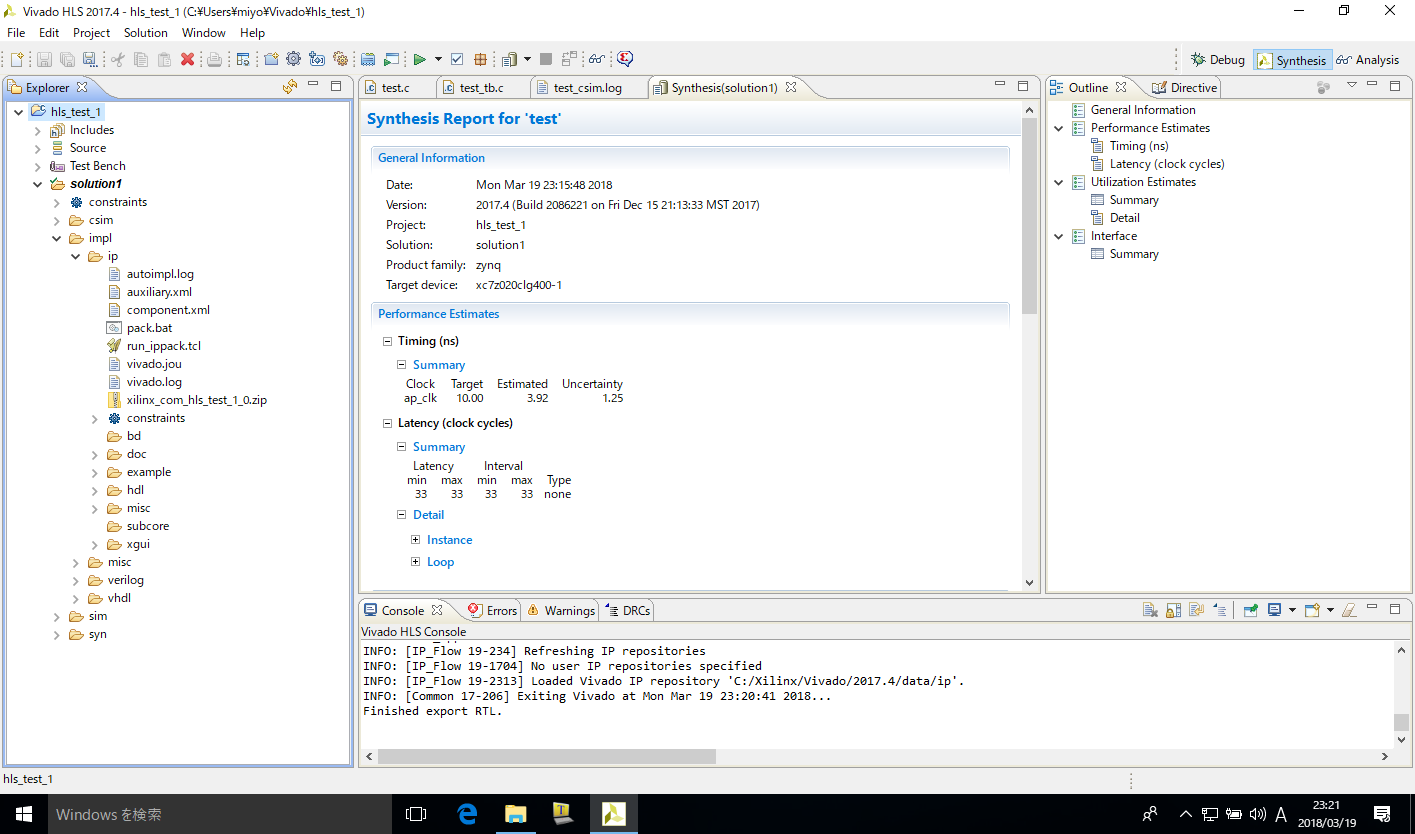 Vivado HLS 2017.4 - hls_test_1 (C:¥Users¥miyo¥Vivado¥hls_test_1)
File Edit Project Solution Window Help
Debug Synthesis Analysis
Explorer
hls_test_1
Includes
Source
Test Bench
solution1
constraints
csim
impl
ip
autoimpl.log
auxiliary.xml
component.xml
pack.bat
run_ippack.tcl
vivado.jou
vivado.log
xilinx_com_hls_test_1_0.zip
constraints
bd
doc
example
hdl
misc
subcore
xgui
misc
verilog
vhdl
sim
syn
test.c test_tb.c test_csim.log Synthesis(solution1)
Synthesis Report for 'test'
General Information
Date: Mon Mar 19 23:15:48 2018
Version: 2017.4 (Build 2086221 on Fri Dec 15 21:13:33 MST 2017)
Project: hls_test_1
Solution: solution1
Product family: zynq
Target device: xc7z020clg400-1
Performance Estimates
Timing (ns)
Summary
Clock Target Estimated Uncertainty
ap_clk 10.00 3.92 1.25
Latency (clock cycles)
Summary
Latency Interval
min max min max Type
33 33 33 33 none
Detail
Instance
Loop
Outline Directive
General Information
Performance Estimates
Timing (ns)
Latency (clock cycles)
Utilization Estimates
Summary
Detail
Interface
Summary
Console Errors Warnings DRCs
Vivado HLS Console
INFO: [IP_Flow 19-234] Refreshing IP repositories
INFO: [IP_Flow 19-1704] No user IP repositories specified
INFO: [IP_Flow 19-2313] Loaded Vivado IP repository 'C:/Xilinx/Vivado/2017.4/data/ip'.
INFO: [Common 17-206] Exiting Vivado at Mon Mar 19 23:20:41 2018...
Finished export RTL.
hls_test_1
Windows を検索
A
23:21
2018/03/19